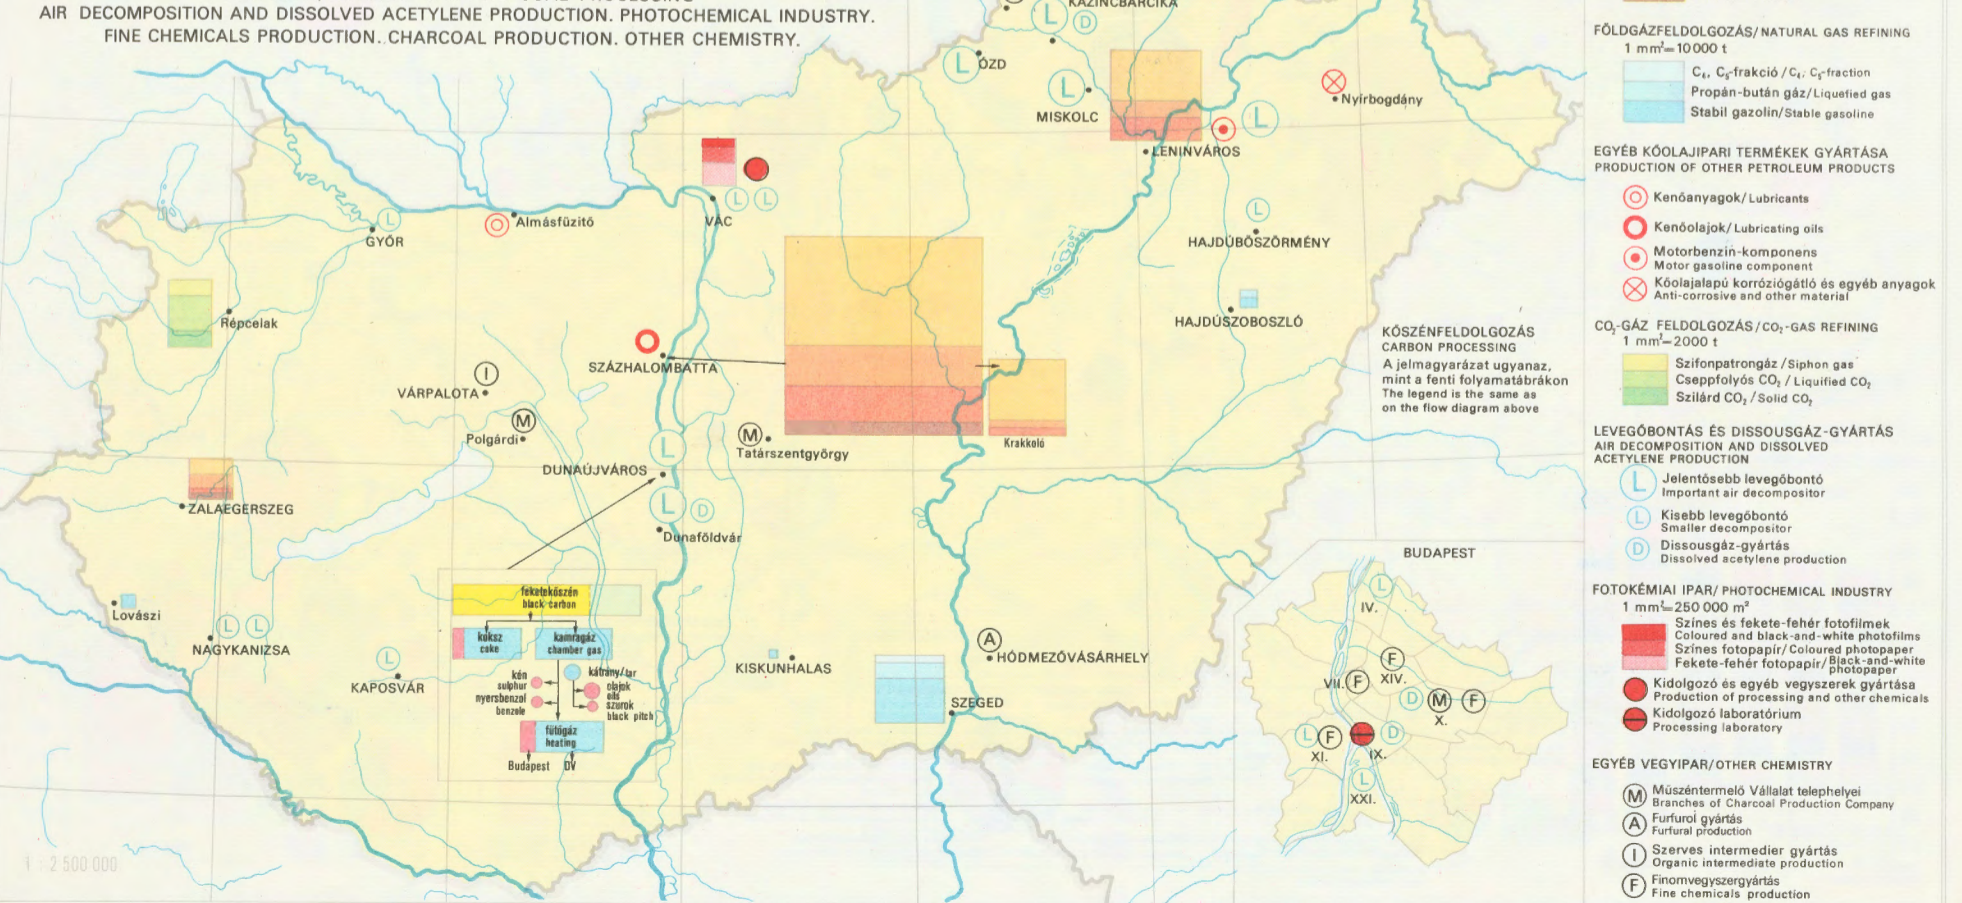 AIR DECOMPOSITION AND DISSOLVED ACETYLENE PRODUCTION. PHOTOCHEMICAL INDUSTRY.
FINE CHEMICALS PRODUCTION. CHARCOAL PRODUCTION. OTHER CHEMISTRY.
KAZINCBARCIKA
L
D
L
ÓZD
L
MISKOLC
LENINVÁROS
L
Nyírbogdány
L
GYŐR
Almásfüzitő
L
L
VÁC
L
HAJDÚBÖSZÖRMÉNY
HAJDÚSZOBOSZLÓ
Répcelak
SZÁZHALOMBATTA
I
VÁRPALOTA
M
Polgárdi
M
Tatárszentgyörgy
Krakkoló
L
DUNAÚJVÁROS
L
D
Dunaföldvár
ZALAEGERSZEG
Lovászi
L
L
NAGYKANIZSA
L
KAPOSVÁR
feketekőszén
black carbon
koksz
coke
kamragáz
chamber gas
kén
sulphur
nyersbenzol
benzole
kátrány/tar
olajok
oils
szurok
black pitch
fűtőgáz
heating
Budapest
DV
KISKUNHALAS
A
HÓDMEZŐVÁSÁRHELY
SZEGED
1 : 2 500 000
KŐSZÉNFELDOLGOZÁS
CARBON PROCESSING
A jelmagyarázat ugyanaz,
mint a fenti folyamatábrákon
The legend is the same as
on the flow diagram above
BUDAPEST
L
IV.
F
XIV.
VII. F
D
M
F
X.
L
F
D
XI.
IX.
L
XXI.
FÖLDGÁZFELDOLGOZÁS/NATURAL GAS REFINING
1 mm²=10000 t
C₄, C₅-frakció/C₄, C₅-fraction
Propán-bután gáz/Liquefied gas
Stabil gazolin/Stable gasoline
EGYÉB KŐOLAJIPARI TERMÉKEK GYÁRTÁSA
PRODUCTION OF OTHER PETROLEUM PRODUCTS
Kenőanyagok/Lubricants
Kenőolajok/Lubricating oils
Motorbenzin-komponens
Motor gasoline component
Kőolajalapú korróziógátló és egyéb anyagok
Anti-corrosive and other material
CO₂-GÁZ FELDOLGOZÁS/CO₂-GAS REFINING
1 mm²=2000 t
Szifonpatrongáz/Siphon gas
Cseppfolyós CO₂/Liquified CO₂
Szilárd CO₂/Solid CO₂
LEVEGŐBONTÁS ÉS DISSOUSGÁZ-GYÁRTÁS
AIR DECOMPOSITION AND DISSOLVED
ACETYLENE PRODUCTION
L
Jelentősebb levegőbontó
Important air decompositor
L
Kisebb levegőbontó
Smaller decompositor
D
Dissousgáz-gyártás
Dissolved acetylene production
FOTOKÉMIAI IPAR/PHOTOCHEMICAL INDUSTRY
1 mm²=250 000 m²
Színes és fekete-fehér fotofilmek
Coloured and black-and-white photofilms
Színes fotopapír/Coloured photopaper
Fekete-fehér fotopapír/Black-and-white
photopaper
Kidolgozó és egyéb vegyszerek gyártása
Production of processing and other chemicals
Kidolgozó laboratórium
Processing laboratory
EGYÉB VEGYIPAR/OTHER CHEMISTRY
M
Műszéntermelő Vállalat telephelyei
Branches of Charcoal Production Company
A
Furfurol gyártás
Furfural production
I
Szerves intermedier gyártás
Organic intermediate production
F
Finomvegyszergyártás
Fine chemicals production